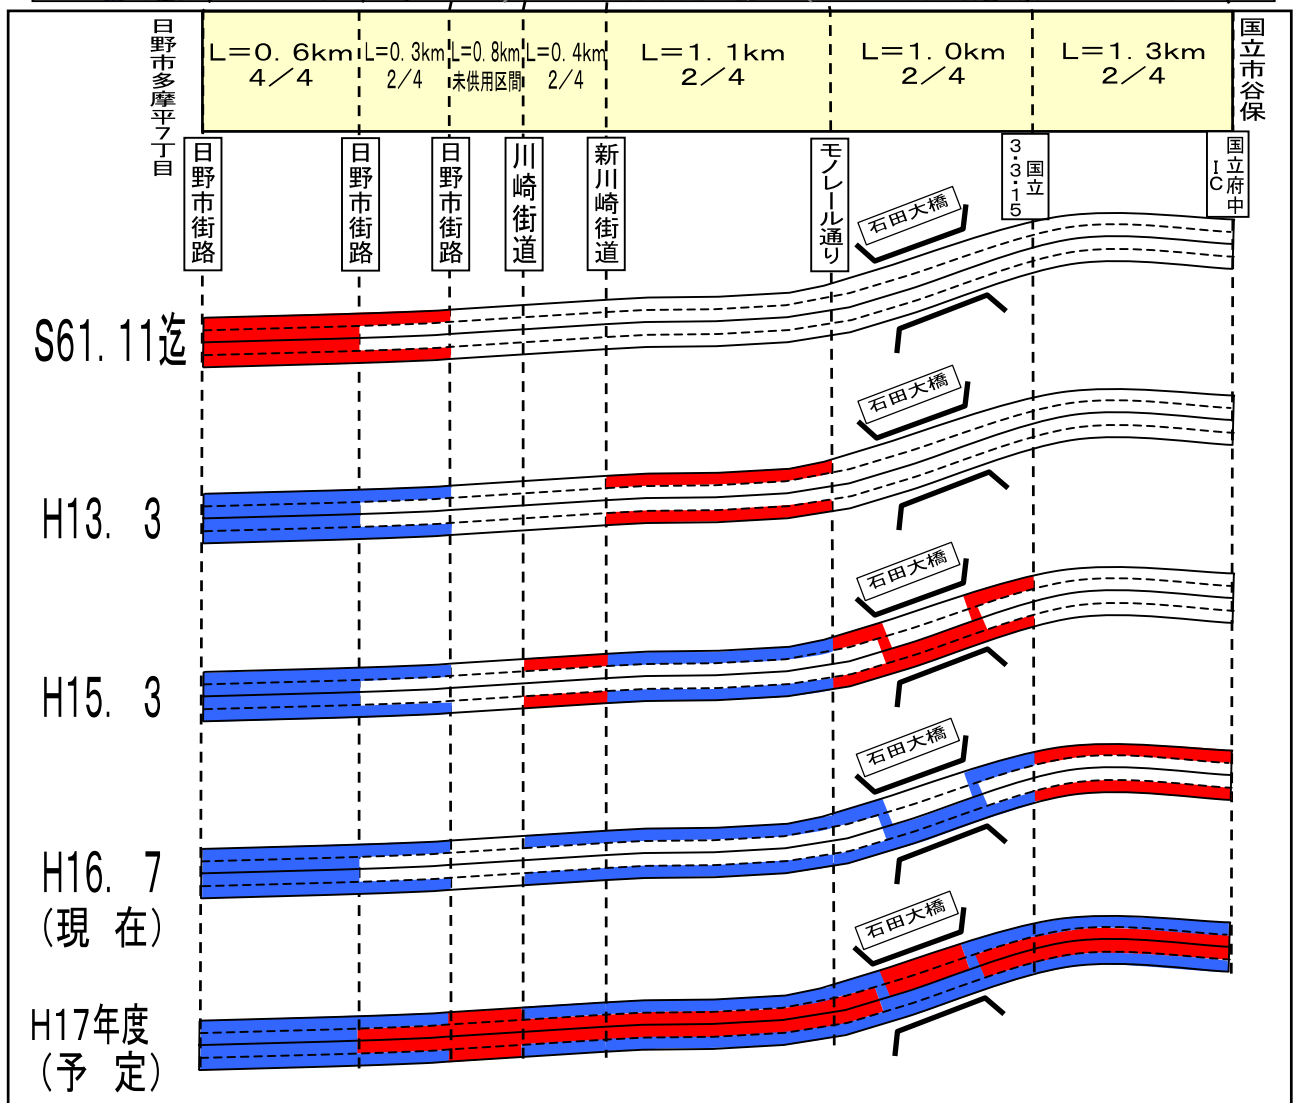 日野市多摩平7丁目
L=0.6km
4/4
L=0.3km
2/4
L=0.8km
未供用区間
L=0.4km
2/4
L=1.1km
2/4
L=1.0km
2/4
L=1.3km
2/4
国立市谷保
日野市街路
日野市街路
日野市街路
川崎街道
新川崎街道
モノレール通り
国立
3・3・15
国立府中
IC
石田大橋
S61.11迄
石田大橋
H13. 3
石田大橋
H15. 3
石田大橋
H16. 7
(現 在)
石田大橋
H17年度
(予 定)